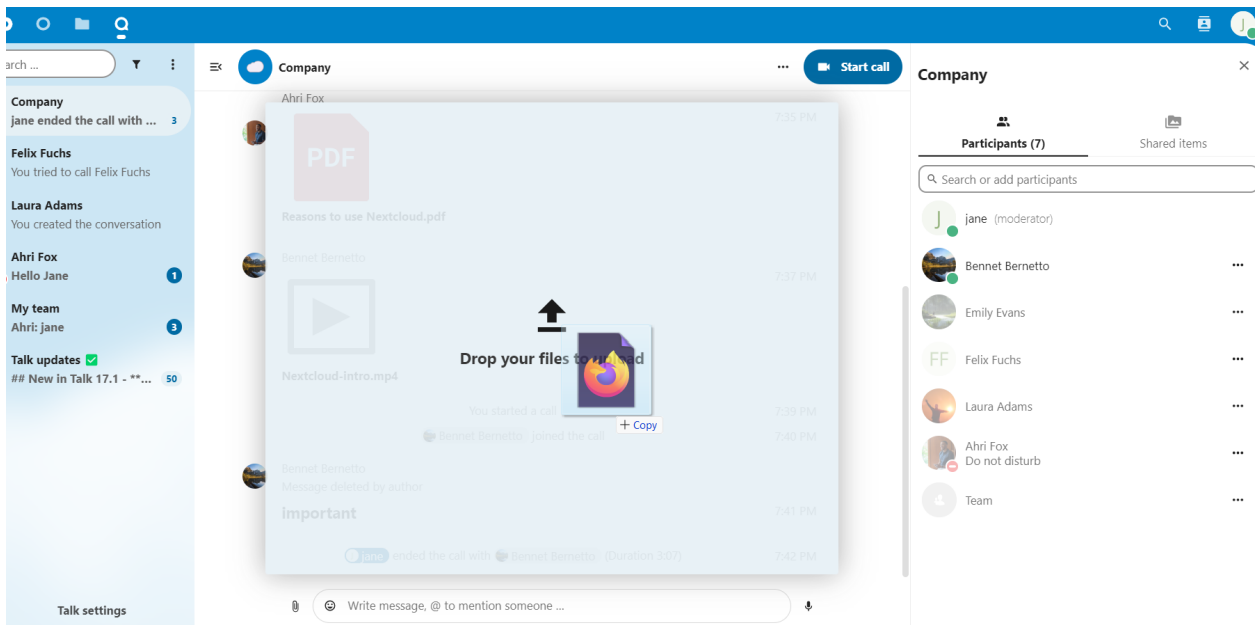 arch ...
Company
jane ended the call with ... 3
Felix Fuchs
You tried to call Felix Fuchs
Laura Adams
You created the conversation
Ahri Fox
Hello Jane 1
My team
Ahri: jane 3
Talk updates ✅
## New in Talk 17.1 - **... 50
Talk settings
Company
Start call
Ahri Fox
7:35 PM
PDF
Reasons to use Nextcloud.pdf
Bennet Bernetto
7:37 PM
Drop your files to upload
Nextcloud-intro.mp4
+ Copy
You started a call
7:39 PM
Bennet Bernetto joined the call
7:40 PM
Bennet Bernetto
Message deleted by author
important 7:41 PM
jane ended the call with Bennet Bernetto (Duration 3:07) 7:42 PM
Write message, @ to mention someone ...
J
Company
Participants (7)
Shared items
Search or add participants
J jane (moderator)
Bennet Bernetto
Emily Evans
FF Felix Fuchs
Laura Adams
Ahri Fox
Do not disturb
4 Team